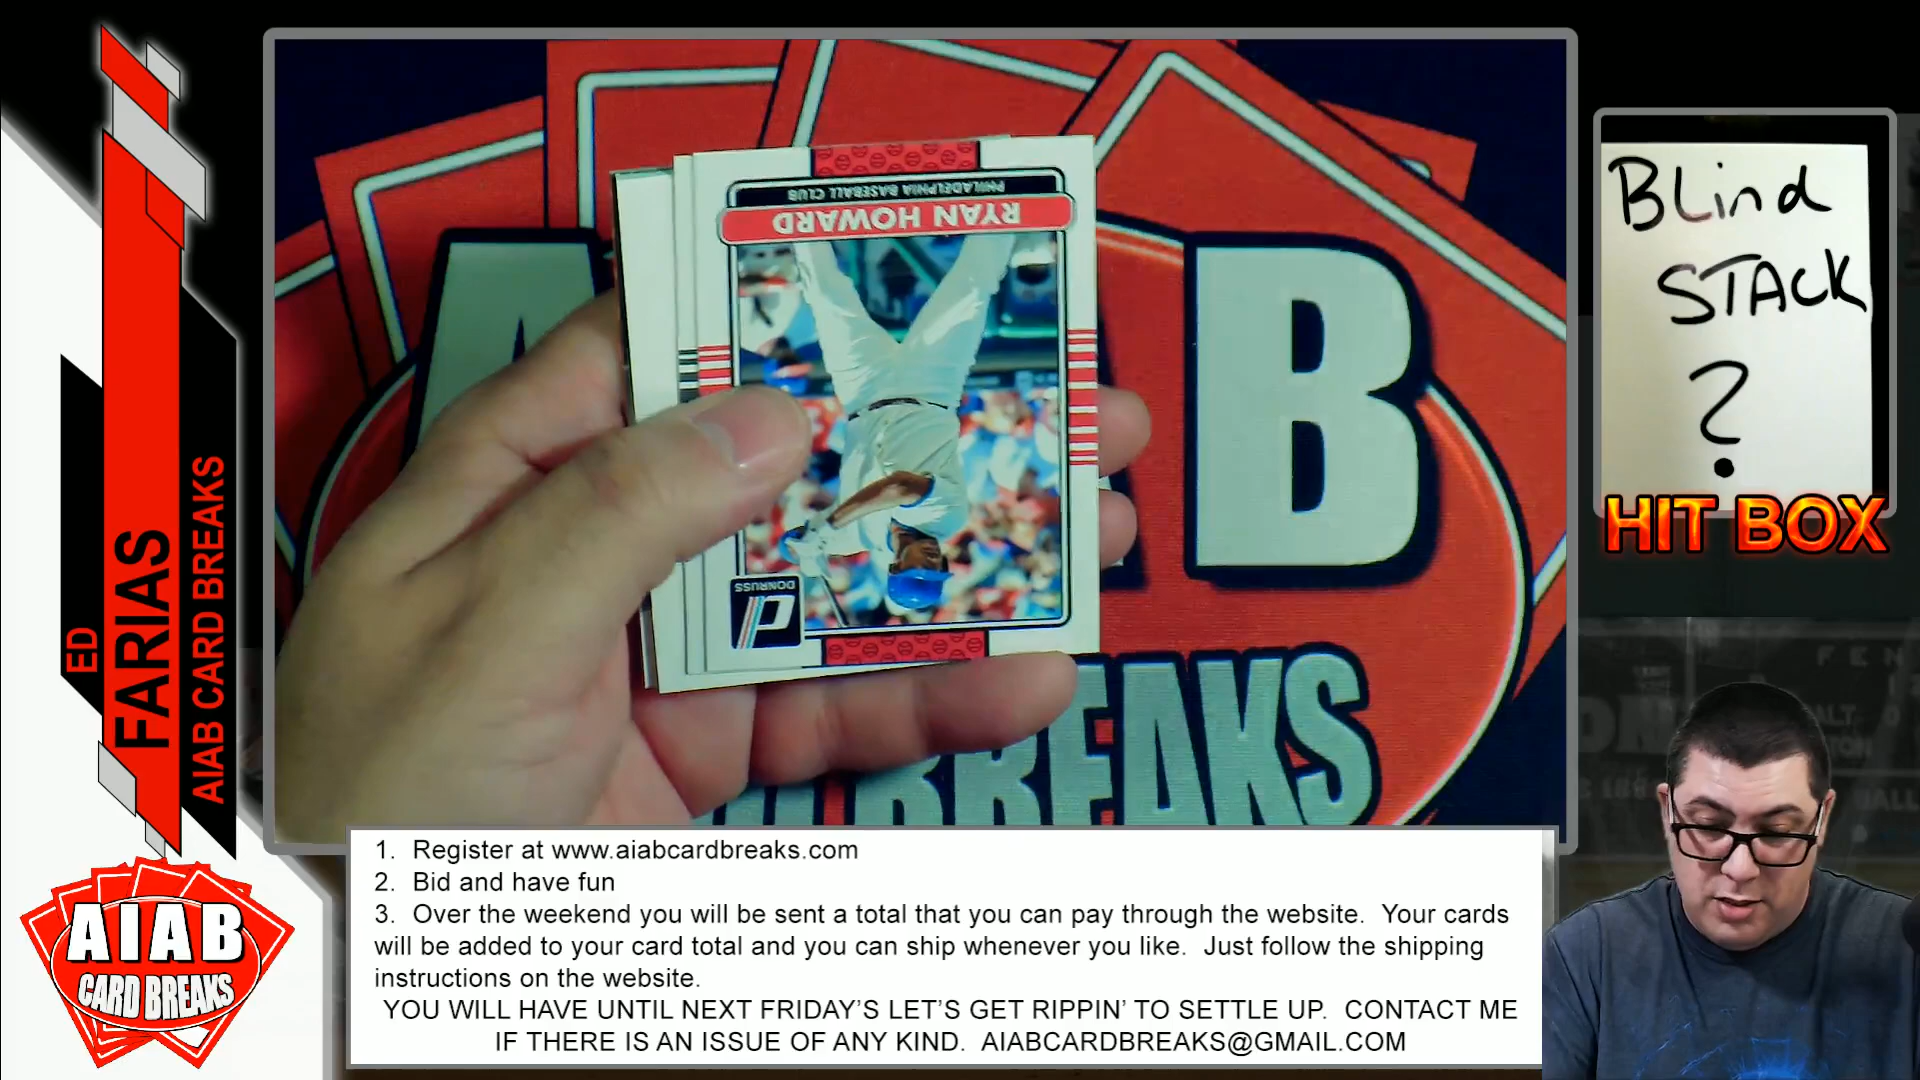 ED
FARIAS
AIAB CARD BREAKS
AIAB
CARD BREAKS
PHILADELPHIA BASEBALL CLUB
RYAN HOWARD
DONRUSS
B
BREAKS
BLind
STACK
?
HIT BOX
1. Register at www.aiabcardbreaks.com
2. Bid and have fun
3. Over the weekend you will be sent a total that you can pay through the website. Your cards
will be added to your card total and you can ship whenever you like. Just follow the shipping
instructions on the website.
YOU WILL HAVE UNTIL NEXT FRIDAY'S LET'S GET RIPPIN' TO SETTLE UP. CONTACT ME
IF THERE IS AN ISSUE OF ANY KIND. AIABCARDBREAKS@GMAIL.COM